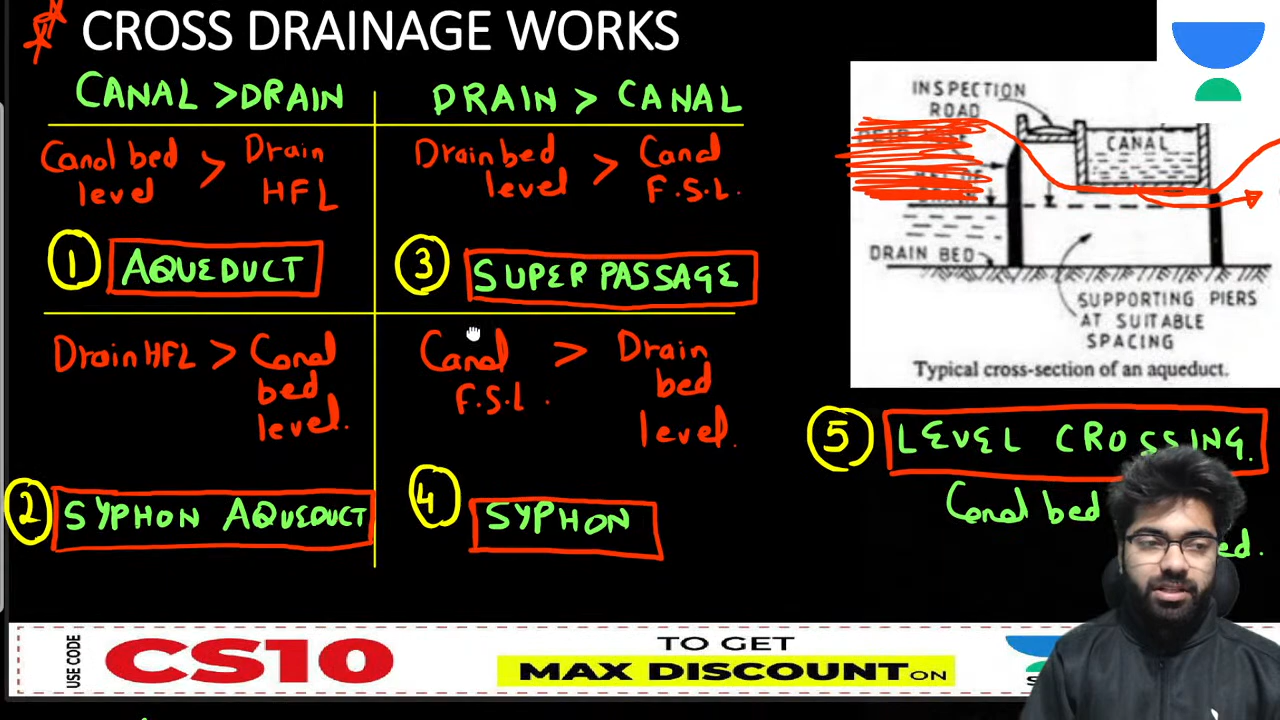 CROSS DRAINAGE WORKS
CANAL > DRAIN
DRAIN > CANAL
Canal bed level > Drain HFL
Drain bed level > Canal F.S.L.
1 AQUEDUCT
3 SUPER PASSAGE
Drain HFL > Canal bed level.
Canal F.S.L. > Drain bed level.
2 SYPHON AQUEDUCT
4 SYPHON
INSPECTION
ROAD
CANAL
DRAIN BED
SUPPORTING PIERS
AT SUITABLE
SPACING
Typical cross-section of an aqueduct.
5 LEVEL CROSSING.
Canal bed
ed.
USE CODE
CS10
TO GET
MAX DISCOUNT ON